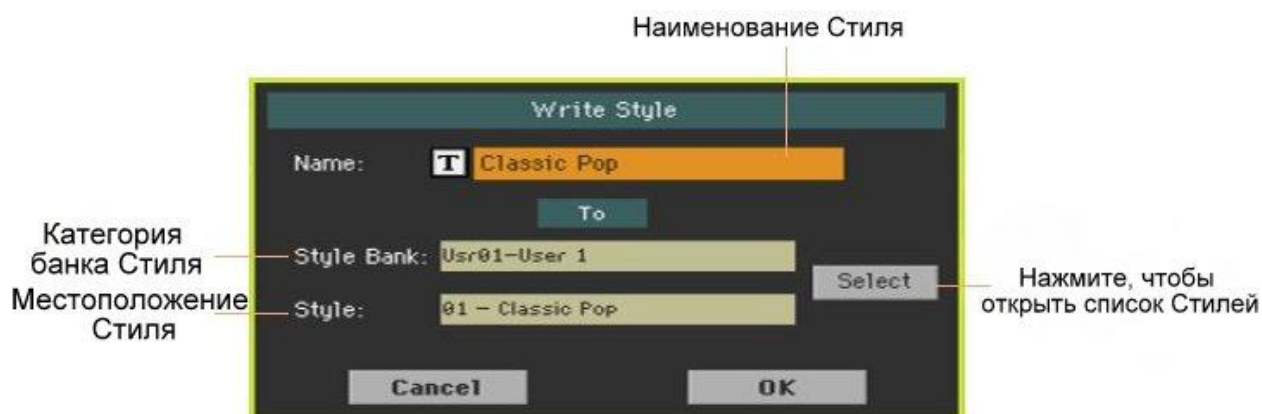 Наименование Стиля
Write Style
Name: T Classic Pop
To
Категория
банка Стиля
Style Bank: Usr01-User 1
Select
Нажмите, чтобы
открыть список Стилей
Местоположение
Стиля
Style: 01 - Classic Pop
Cancel OK